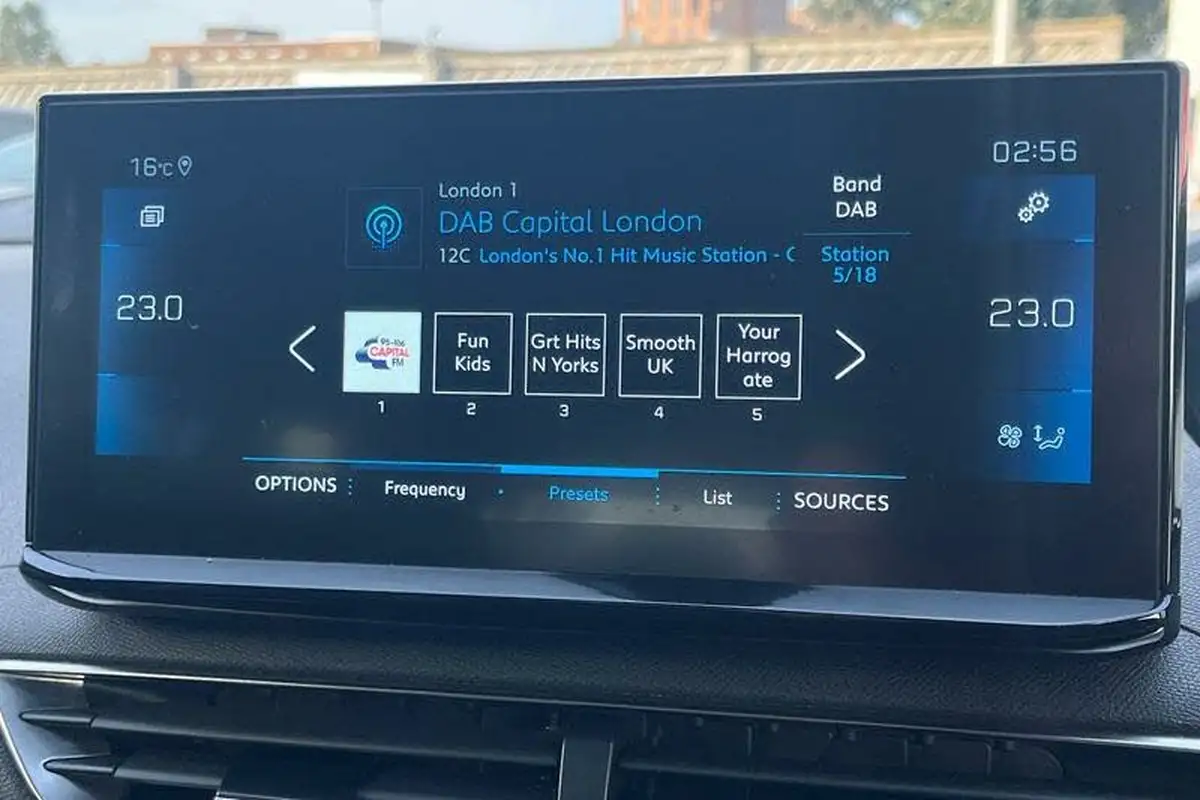 16°C
02:56
London 1
DAB Capital London
12C London's No.1 Hit Music Station - C
Band
DAB
Station
5/18
23.0
23.0
95-106
CAPITAL
FM
Fun
Kids
Grt Hits
N Yorks
Smooth
UK
Your
Harrog
ate
1
2
3
4
5
OPTIONS
Frequency
Presets
List
SOURCES